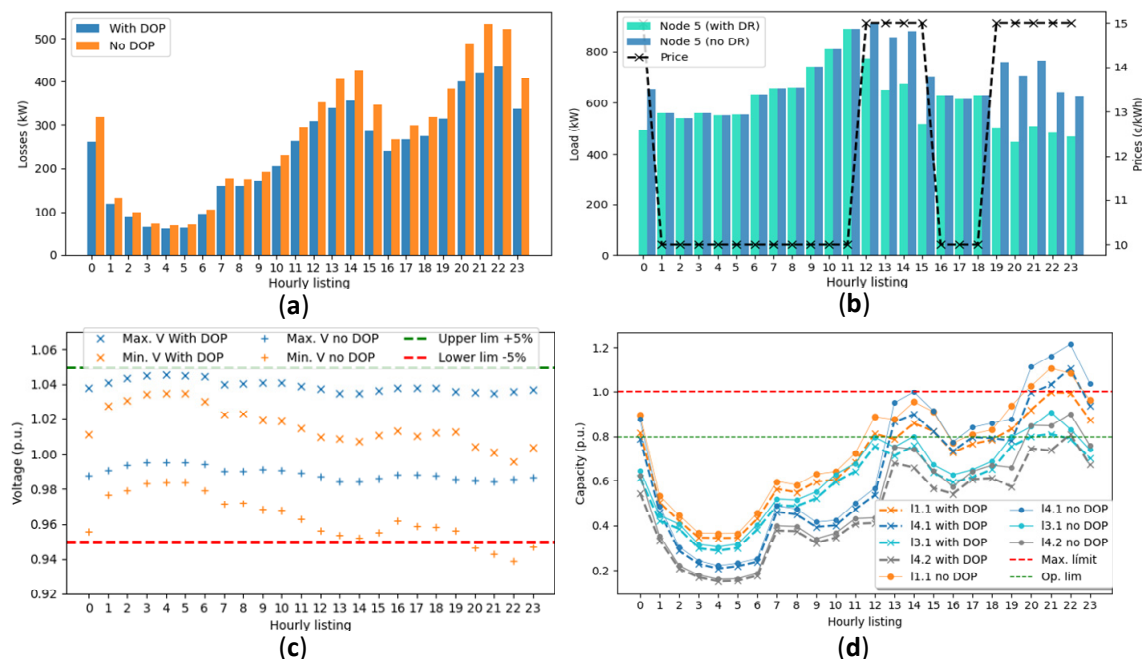 With DOP
No DOP
500
400
300
200
100
0
Losses (kW)
0 1 2 3 4 5 6 7 8 9 10 11 12 13 14 15 16 17 18 19 20 21 22 23
Hourly listing
(a)
Node 5 (with DR)
Node 5 (no DR)
Price
800
600
400
200
0
Load (kW)
15
14
13
12
11
10
Prices (c/kWh)
0 1 2 3 4 5 6 7 8 9 10 11 12 13 14 15 16 17 18 19 20 21 22 23
Hourly listing
(b)
Max. V With DOP
Min. V With DOP
Max. V no DOP
Min. V no DOP
Upper lim +5%
Lower lim -5%
1.06
1.04
1.02
1.00
0.98
0.96
0.94
0.92
Voltage (p.u.)
0 1 2 3 4 5 6 7 8 9 10 11 12 13 14 15 16 17 18 19 20 21 22 23
Hourly listing
(c)
1.2
1.0
0.8
0.6
0.4
0.2
Capacity (p.u.)
l1.1 with DOP
l4.1 with DOP
l3.1 with DOP
l4.2 with DOP
l1.1 no DOP
l4.1 no DOP
l3.1 no DOP
l4.2 no DOP
Max. límit
Op. lim
0 1 2 3 4 5 6 7 8 9 10 11 12 13 14 15 16 17 18 19 20 21 22 23
Hourly listing
(d)